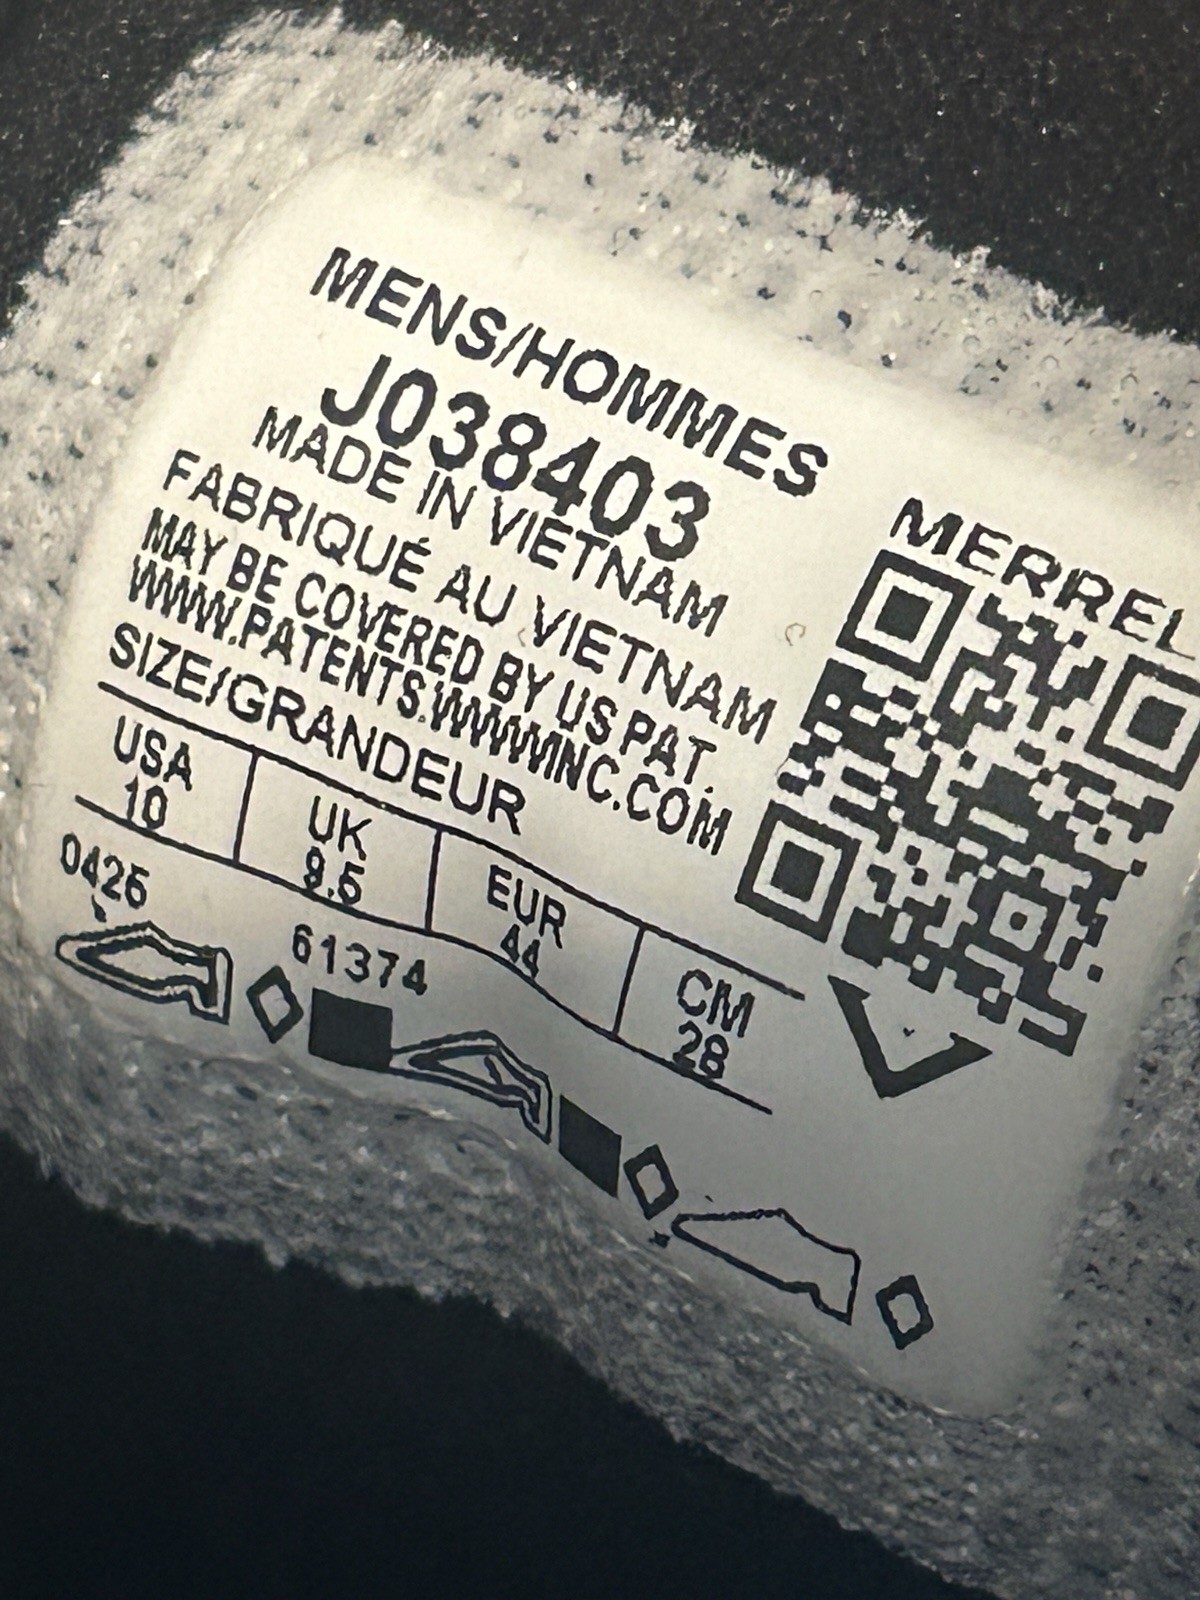 MENS/HOMMES
J038403
MADE IN VIETNAM
FABRIQUÉ AU VIETNAM
MAY BE COVERED BY US PAT.
WWW.PATENTS.WWWINC.COM
SIZE/GRANDEUR
USA UK EUR CM
10 9.5 44 28
0425 61374
MERREL